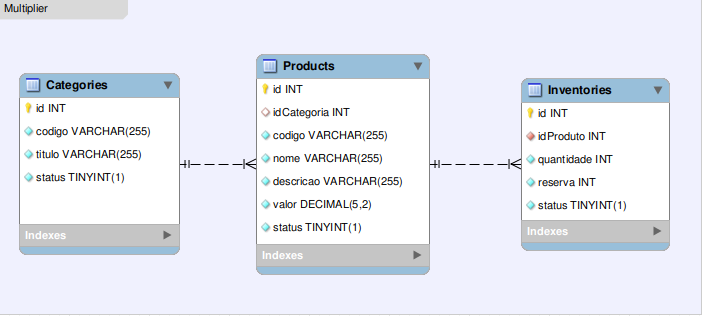 Multiplier
Categories
id INT
codigo VARCHAR(255)
titulo VARCHAR(255)
status TINYINT(1)
Indexes
Products
id INT
idCategoria INT
codigo VARCHAR(255)
nome VARCHAR(255)
descricao VARCHAR(255)
valor DECIMAL(5,2)
status TINYINT(1)
Indexes
Inventories
id INT
idProduto INT
quantidade INT
reserva INT
status TINYINT(1)
Indexes